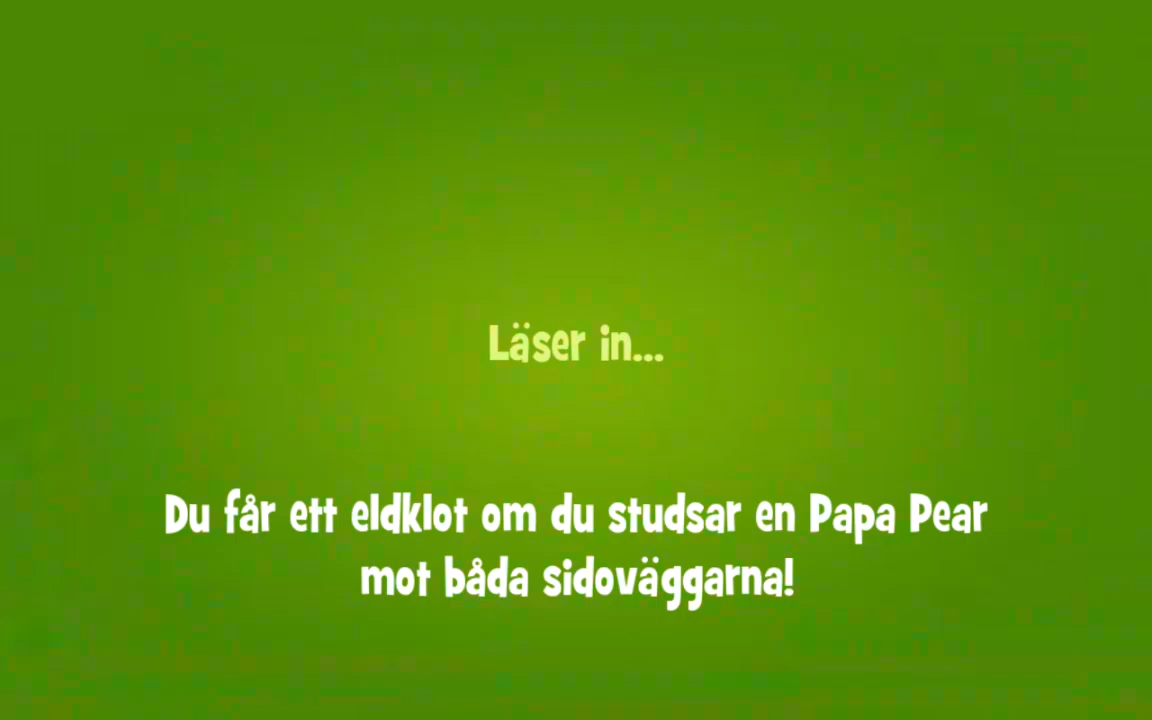 Läser in...
Du får ett eldklot om du studsar en Papa Pear
mot båda sidoväggarna!